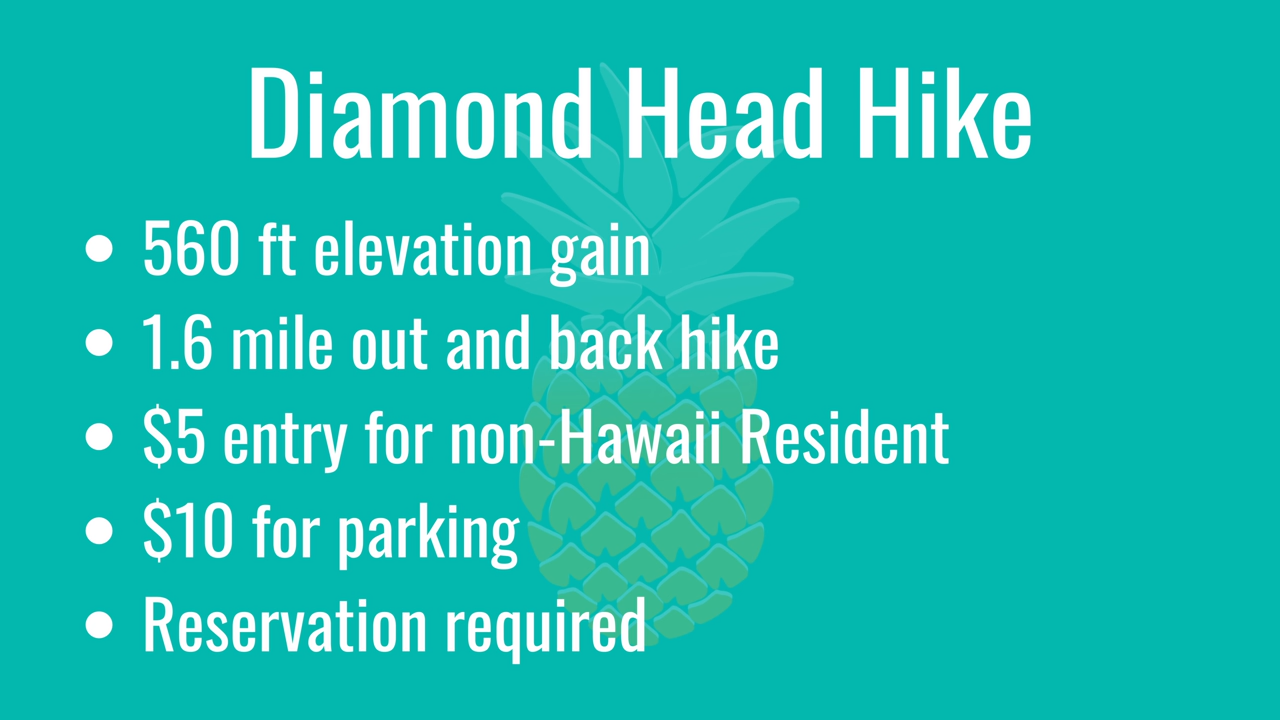 Diamond Head Hike
• 560 ft elevation gain
• 1.6 mile out and back hike
• $5 entry for non-Hawaii Resident
• $10 for parking
• Reservation required